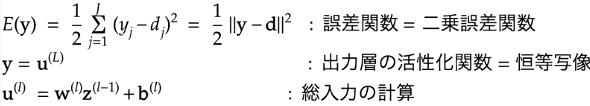 E(y) = 1/2 ∑_{j=1}^{J} (y_j − d_j)² = 1/2 ||y − d||² : 誤差関数 = 二乗誤差関数
y = u^{(L)} : 出力層の活性化関数 = 恒等写像
u^{(l)} = w^{(l)}z^{(l−1)} + b^{(l)} : 総入力の計算